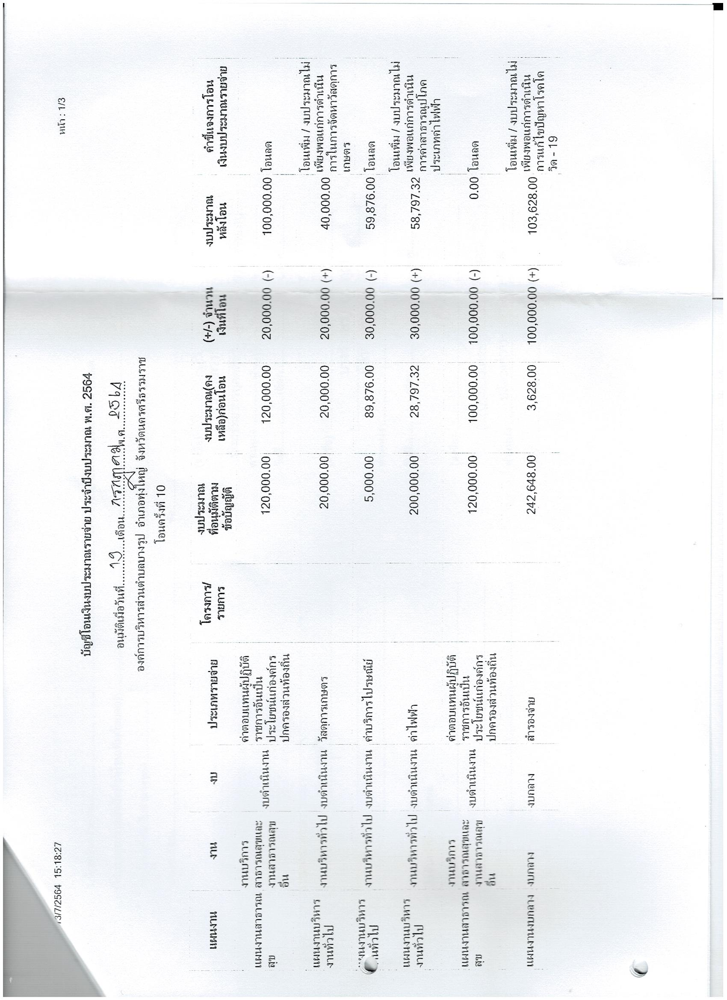 13/7/2564 15:18:27
หน้า : 1/3
บัญชีโอนเงินงบประมาณรายจ่าย ประจำปีงบประมาณ พ.ศ. 2564
อนุมัติเมื่อวันที่.........19.....เดือน....กรกฎาคม....พ.ศ....๒๕๖๔....
องค์การบริหารส่วนตำบลบางรูป อำเภอทุ่งใหญ่ จังหวัดนครศรีธรรมราช
โอนครั้งที่ 10
แผนงาน งาน งบ ประเภทรายจ่าย โครงการ/ งบประมาณ งบประมาณ(คง (+/-) จำนวน งบประมาณ คำชี้แจงการโอน
รายการ ที่อนุมัติตาม เหลือ)ก่อนโอน เงินที่โอน หลังโอน เงินงบประมาณรายจ่าย
ข้อบัญญัติ
งานบริการ ค่าตอบแทนผู้ปฏิบัติ
แผนงานสาธารณ สาธารณสุขและ ราชการอันเป็น
สุข งานสาธารณสุข งบดำเนินงาน ประโยชน์แก่องค์กร 120,000.00 120,000.00 20,000.00 (-) 100,000.00 โอนลด
อื่น ปกครองส่วนท้องถิ่น
โอนเพิ่ม / งบประมาณไม่
แผนงานบริหาร เพียงพอแก่การดำเนิน
งานทั่วไป งานบริหารทั่วไป งบดำเนินงาน วัสดุการเกษตร 20,000.00 20,000.00 20,000.00 (+) 40,000.00 การในการจัดหาวัสดุการ
เกษตร
แผนงานบริหาร
งานทั่วไป งานบริหารทั่วไป งบดำเนินงาน ค่าบริการไปรษณีย์ 5,000.00 89,876.00 30,000.00 (-) 59,876.00 โอนลด
โอนเพิ่ม / งบประมาณไม่
แผนงานบริหาร เพียงพอแก่การดำเนิน
งานทั่วไป งานบริหารทั่วไป งบดำเนินงาน ค่าไฟฟ้า 200,000.00 28,797.32 30,000.00 (+) 58,797.32 การค่าสาธารณูปโภค
ประเภทค่าไฟฟ้า
งานบริการ ค่าตอบแทนผู้ปฏิบัติ
แผนงานสาธารณ สาธารณสุขและ ราชการอันเป็น
สุข งานสาธารณสุข งบดำเนินงาน ประโยชน์แก่องค์กร 120,000.00 100,000.00 100,000.00 (-) 0.00 โอนลด
อื่น ปกครองส่วนท้องถิ่น
โอนเพิ่ม / งบประมาณไม่
เพียงพอแก่การดำเนิน
แผนงานงบกลาง งบกลาง งบกลาง สำรองจ่าย 242,648.00 3,628.00 100,000.00 (+) 103,628.00 การแก้ไขปัญหาโรคโค
วิด - 19